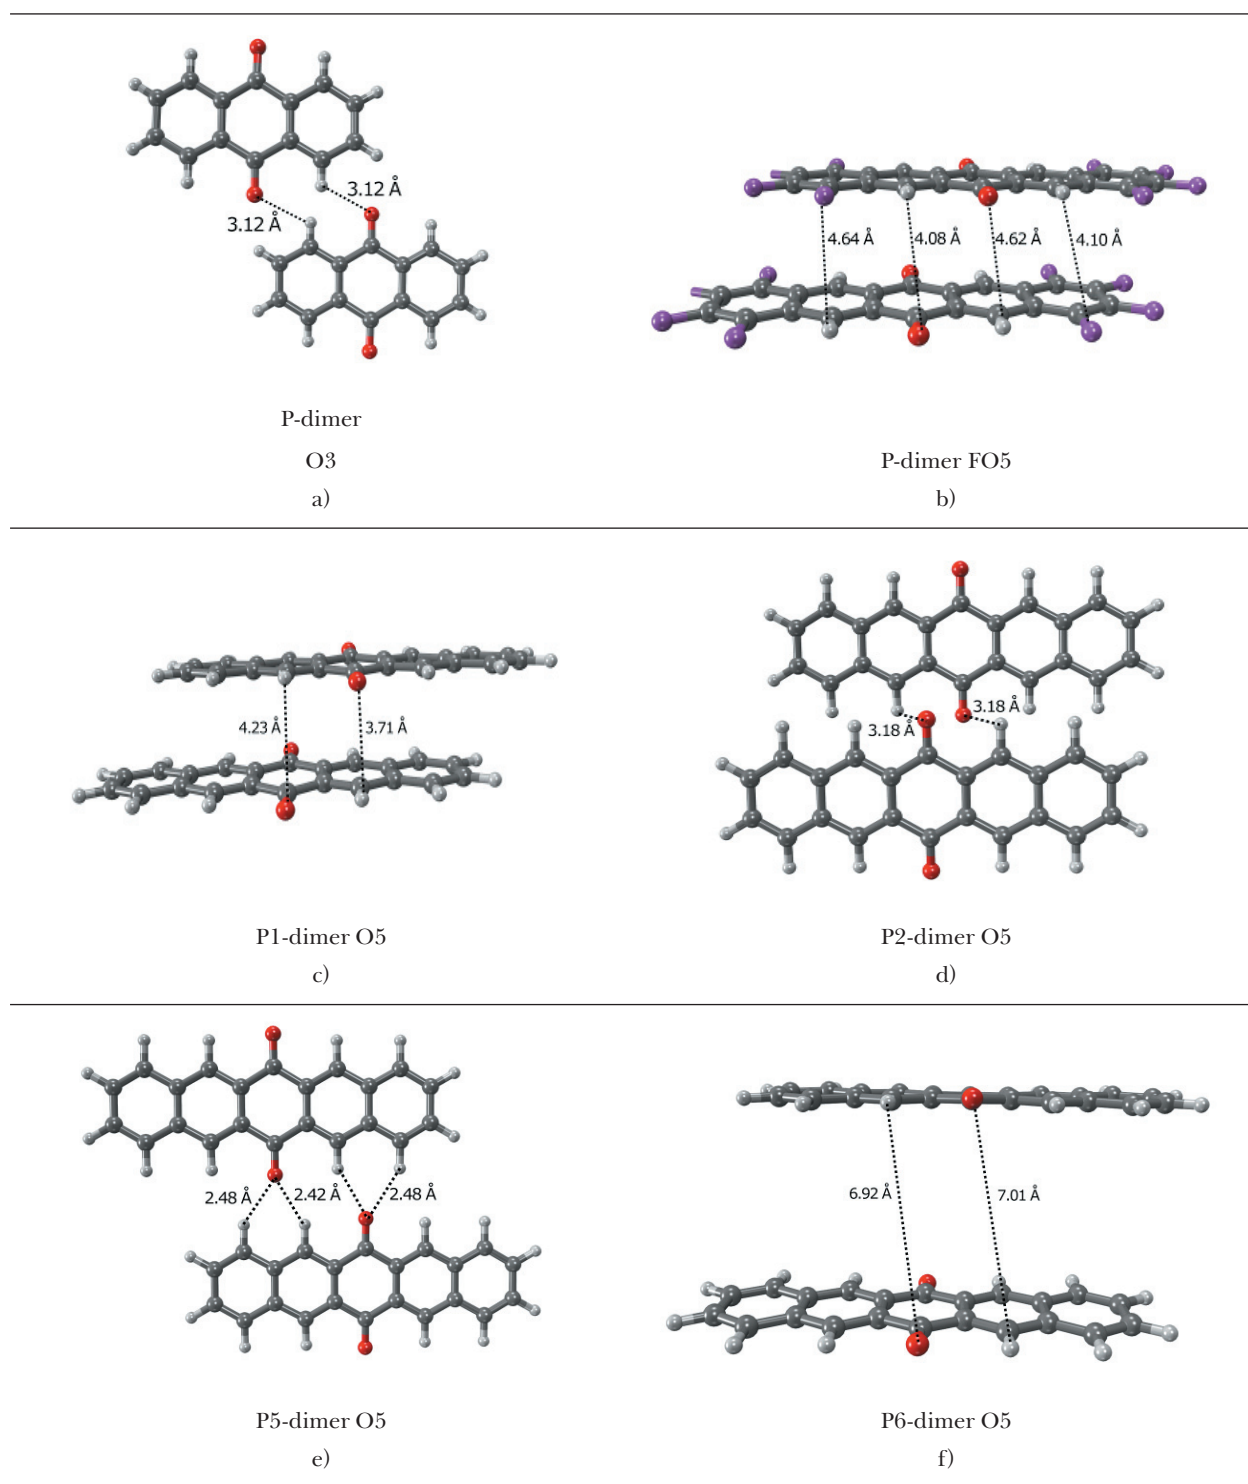 3.12 Å
3.12 Å
P-dimer
O3
a)
4.64 Å
4.08 Å
4.62 Å
4.10 Å
P-dimer FO5
b)
4.23 Å
3.71 Å
P1-dimer O5
c)
3.18 Å
3.18 Å
P2-dimer O5
d)
2.48 Å
2.42 Å
2.48 Å
P5-dimer O5
e)
6.92 Å
7.01 Å
P6-dimer O5
f)